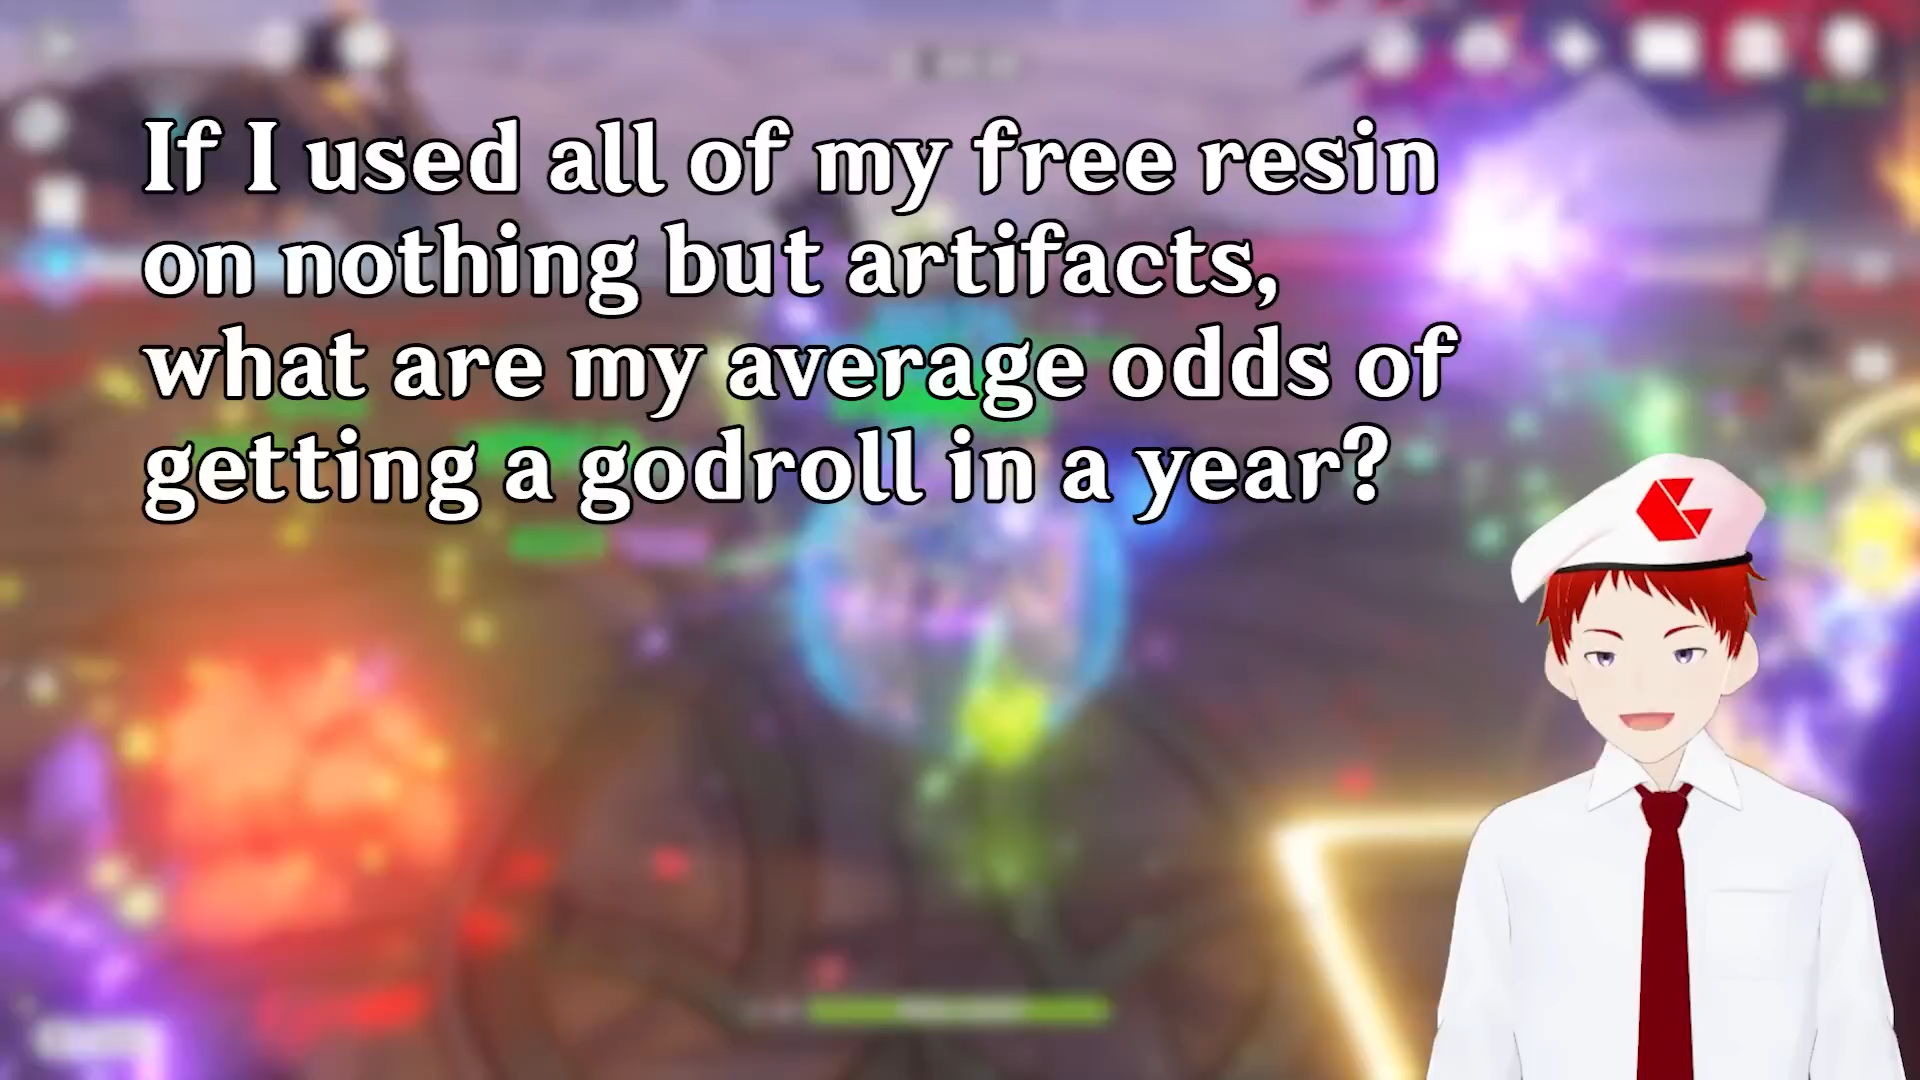 If I used all of my free resin
on nothing but artifacts,
what are my average odds of
getting a godroll in a year?